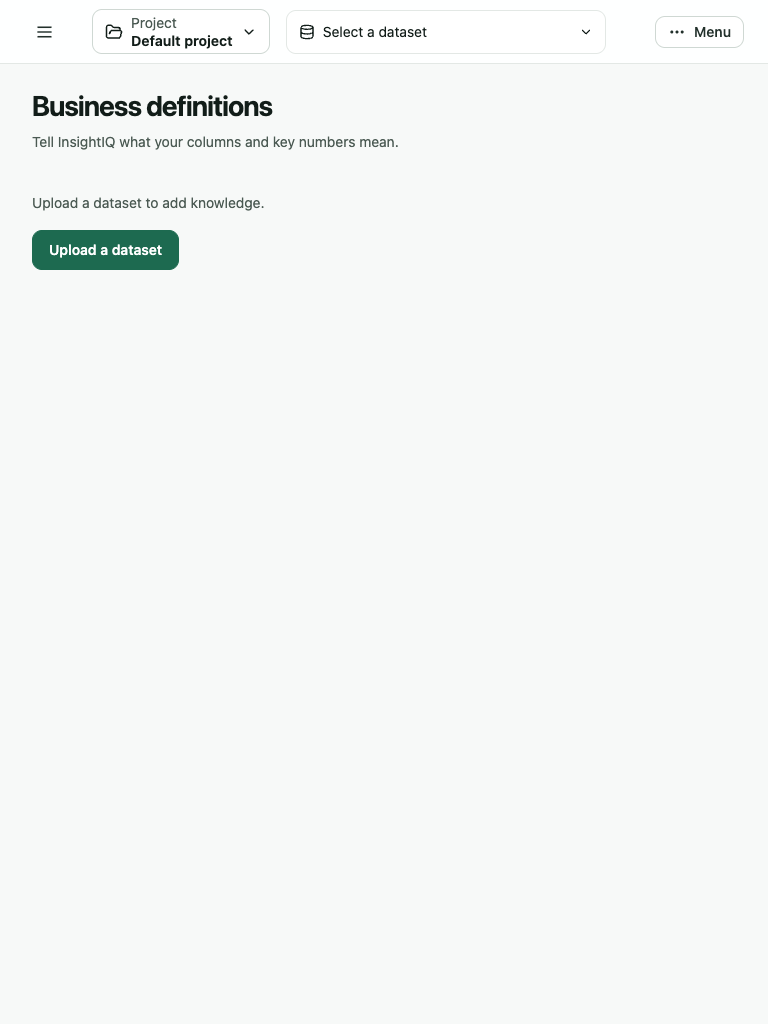 Project
Default project
Select a dataset
Menu
Business definitions
Tell InsightIQ what your columns and key numbers mean.
Upload a dataset to add knowledge.
Upload a dataset